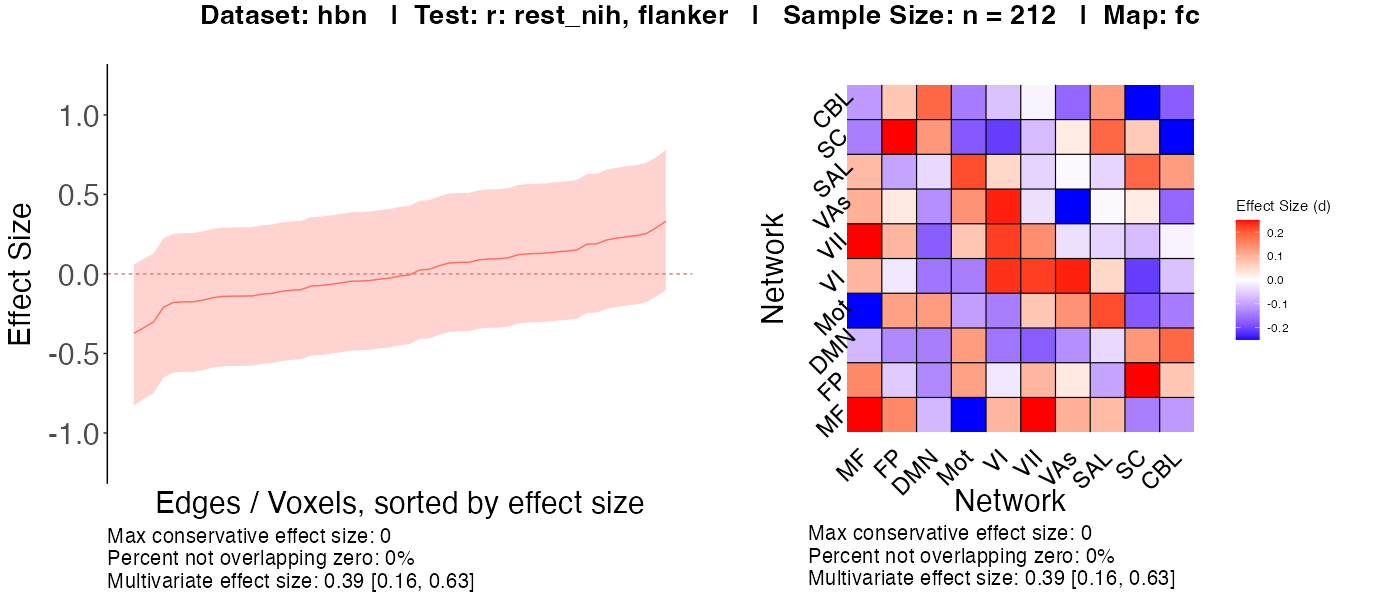 Dataset: hbn | Test: r: rest_nih, flanker | Sample Size: n = 212 | Map: fc
Effect Size
1.0
0.5
0.0
-0.5
-1.0
Edges / Voxels, sorted by effect size
Max conservative effect size: 0
Percent not overlapping zero: 0%
Multivariate effect size: 0.39 [0.16, 0.63]
Network
CBL
SC
SAL
VAs
VII
VI
Mot
DMN
FP
MF
MF
FP
DMN
Mot
VI
VII
VAs
SAL
SC
CBL
Network
Max conservative effect size: 0
Percent not overlapping zero: 0%
Multivariate effect size: 0.39 [0.16, 0.63]
Effect Size (d)
0.2
0.1
0.0
-0.1
-0.2